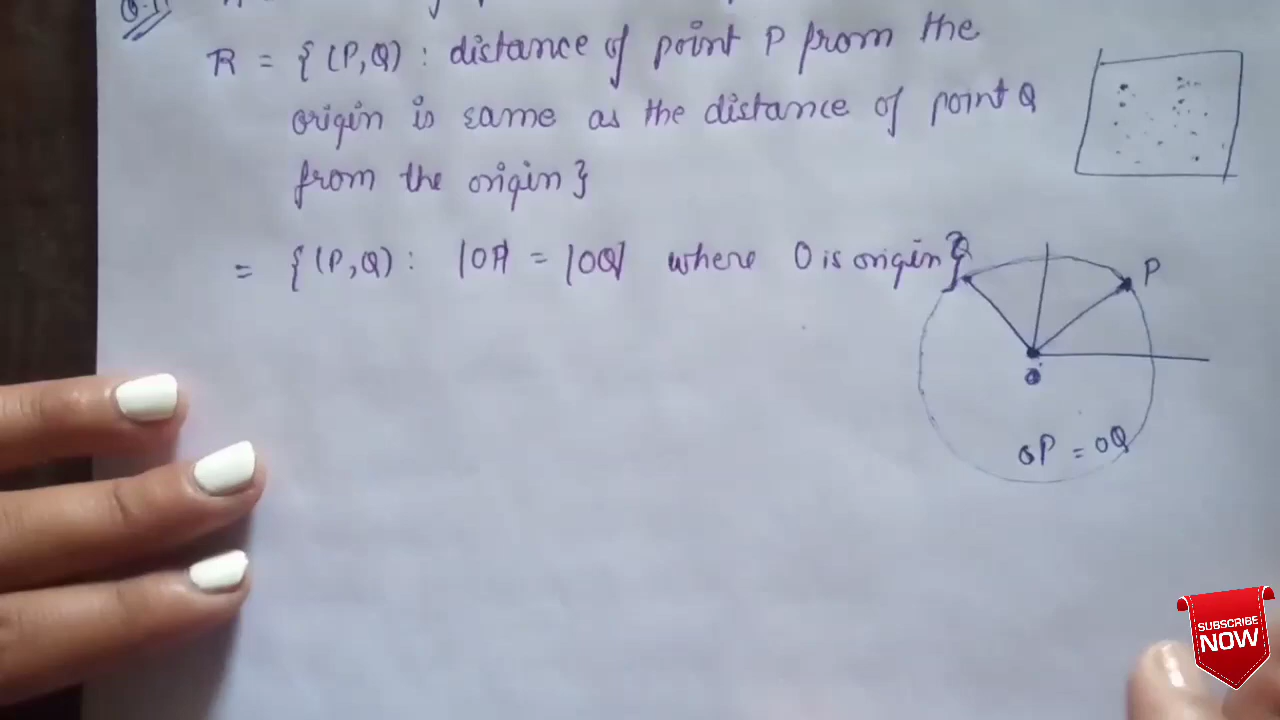 R = { (P,Q) : distance of point P from the
origin is same as the distance of point Q
from the origin }
= { (P,Q) : |OP| = |OQ| where O is origin }
Q
P
O
OP = OQ
SUBSCRIBE
NOW